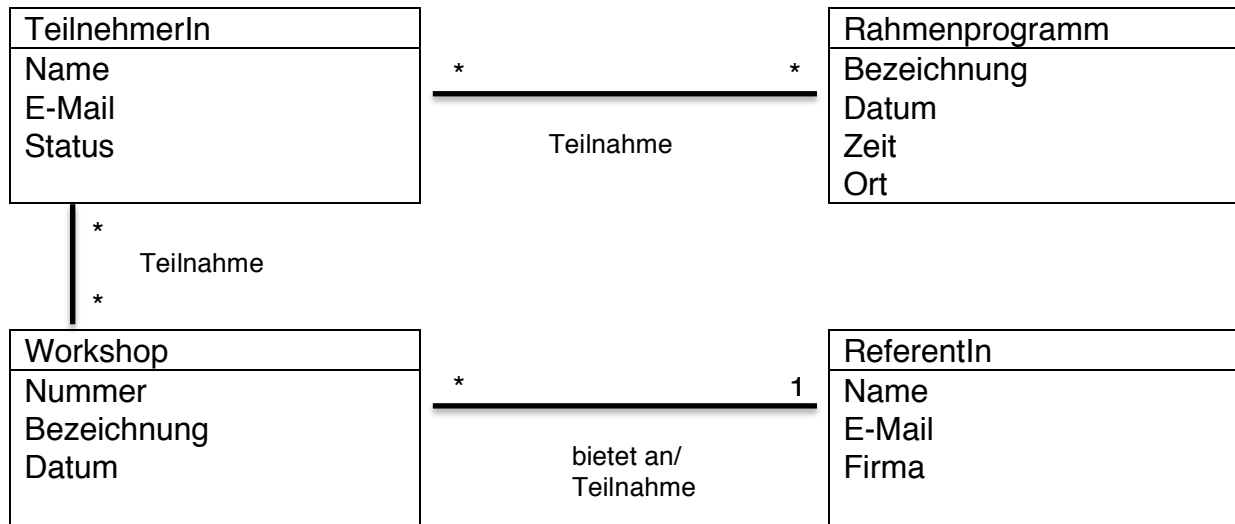 TeilnehmerIn
Name
E-Mail
Status
* *
Teilnahme
Rahmenprogramm
Bezeichnung
Datum
Zeit
Ort
*
Teilnahme
*
Workshop
Nummer
Bezeichnung
Datum
* 1
bietet an/
Teilnahme
ReferentIn
Name
E-Mail
Firma